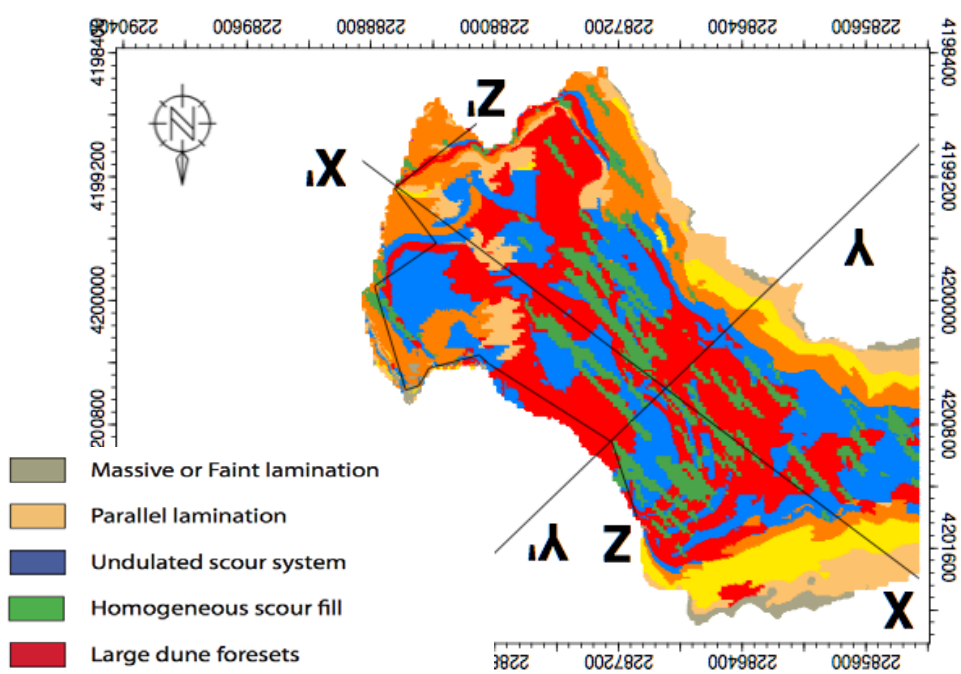 2290400 2289600 2288800 2288000 2287200 2286400 2285600
4198400 4198400
Z'
X'
N
4199200 4199200
Y
4200000 4200000
200800 4200800
Massive or Faint lamination
Parallel lamination
Undulated scour system
Homogeneous scour fill
Large dune foresets
Y' Z
4201600
X
228 2287200 2286400 2285600